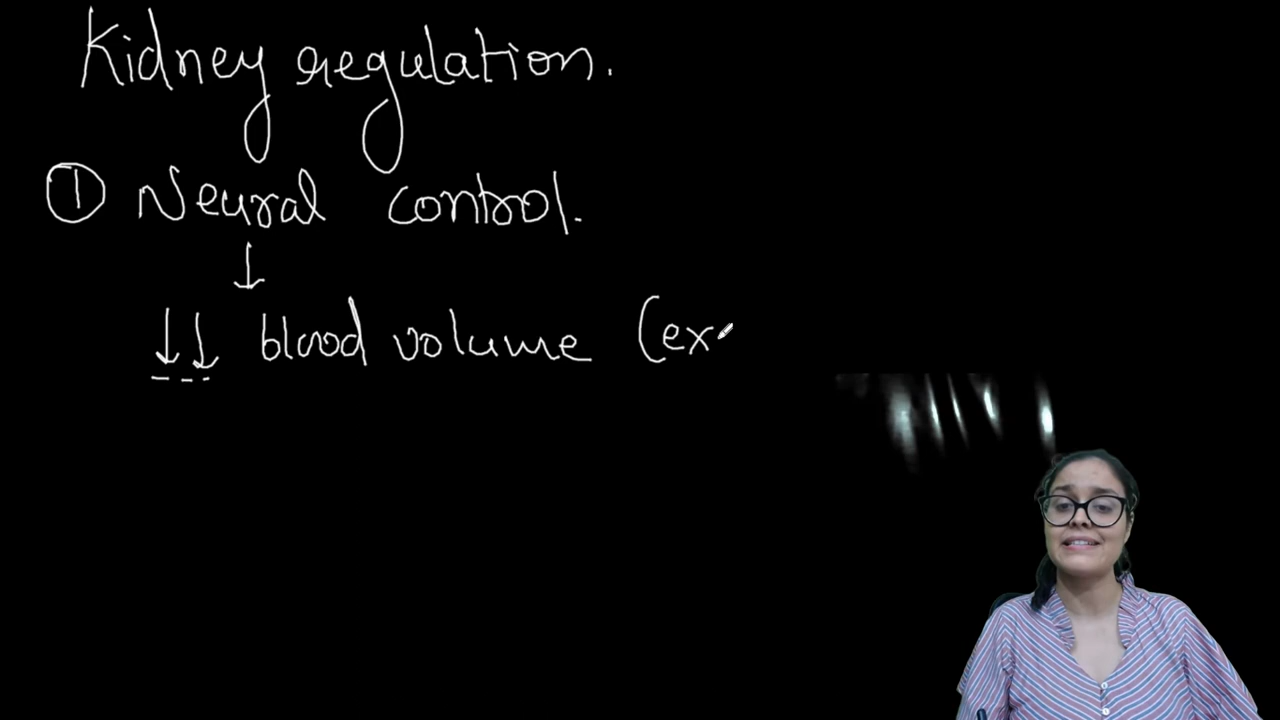 Kidney regulation.
① Neural control.
↓
↓↓ blood volume (ex